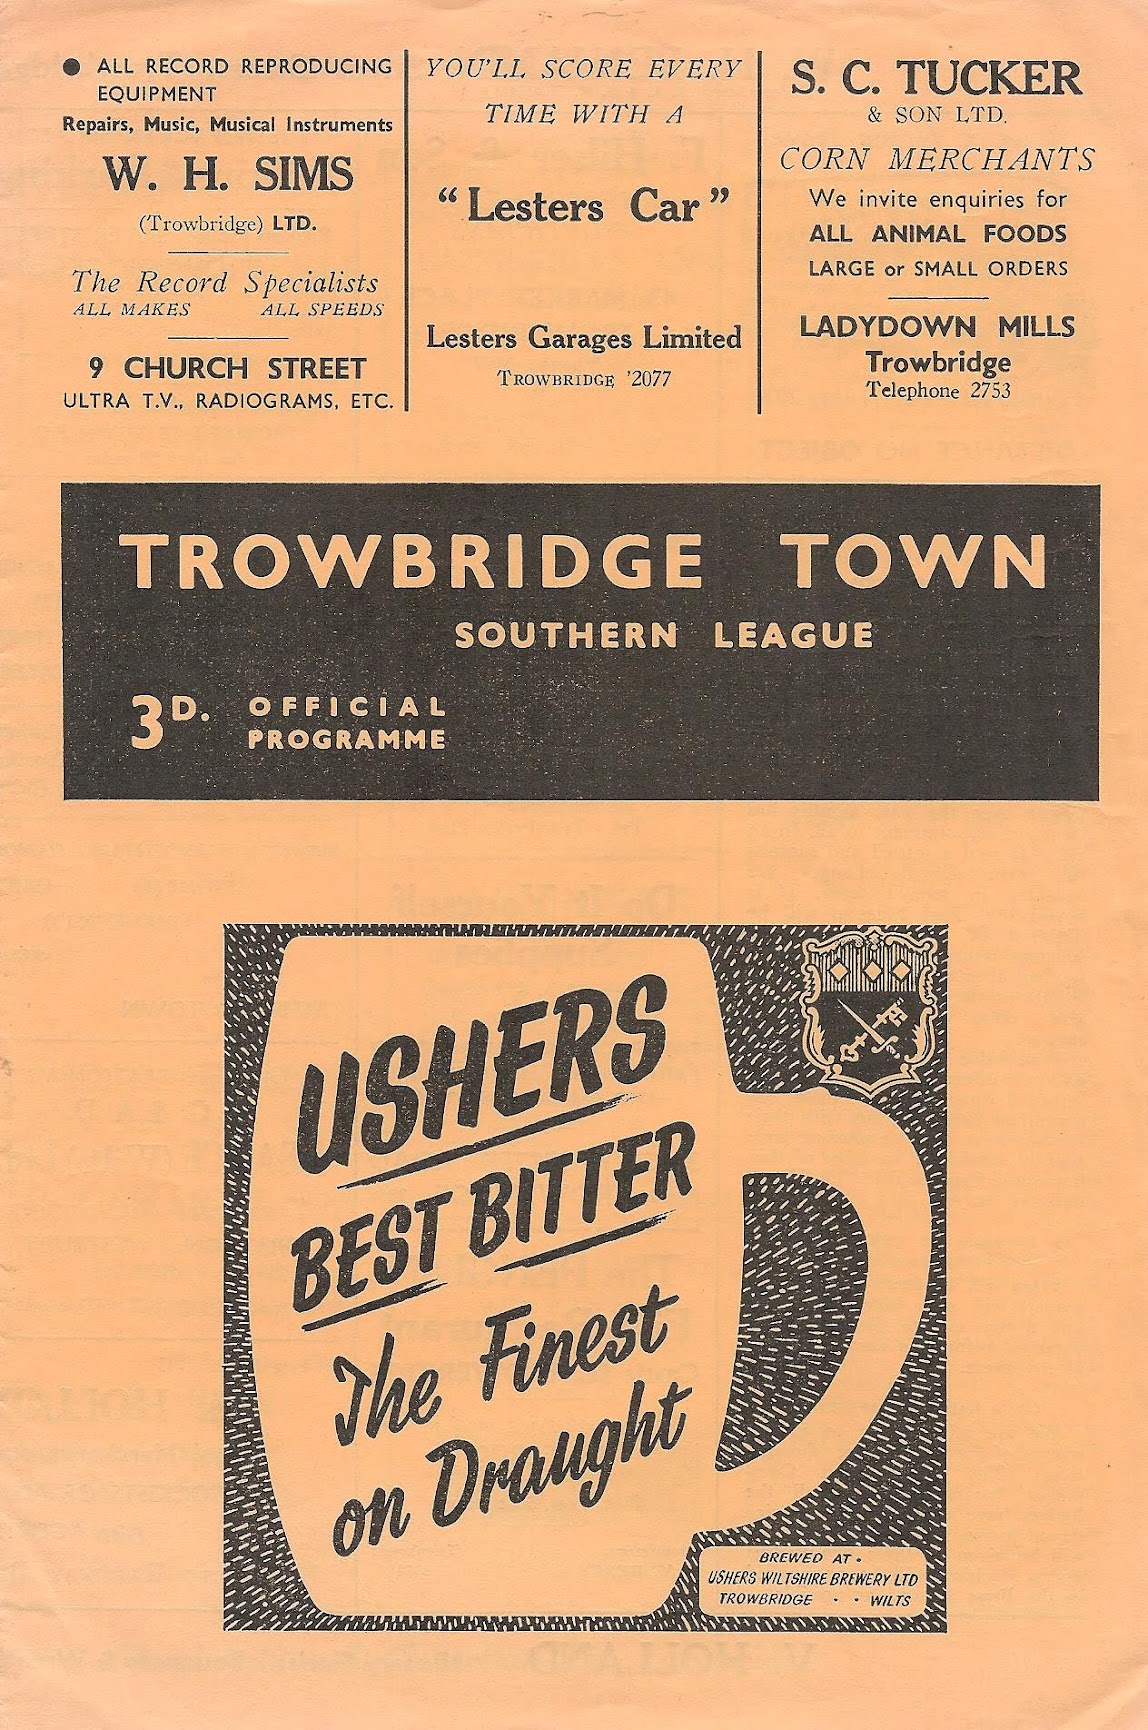 ● ALL RECORD REPRODUCING
EQUIPMENT
Repairs, Music, Musical Instruments
W. H. SIMS
(Trowbridge) LTD.
The Record Specialists
ALL MAKES ALL SPEEDS
9 CHURCH STREET
ULTRA T.V., RADIOGRAMS, ETC.
YOU'LL SCORE EVERY
TIME WITH A
“Lesters Car”
Lesters Garages Limited
TROWBRIDGE '2077
S. C. TUCKER
& SON LTD.
CORN MERCHANTS
We invite enquiries for
ALL ANIMAL FOODS
LARGE or SMALL ORDERS
LADYDOWN MILLS
Trowbridge
Telephone 2753
TROWBRIDGE TOWN
SOUTHERN LEAGUE
3D. OFFICIAL
PROGRAMME
USHERS
BEST BITTER
The Finest
on Draught
BREWED AT •
USHERS WILTSHIRE BREWERY LTD
TROWBRIDGE • • WILTS